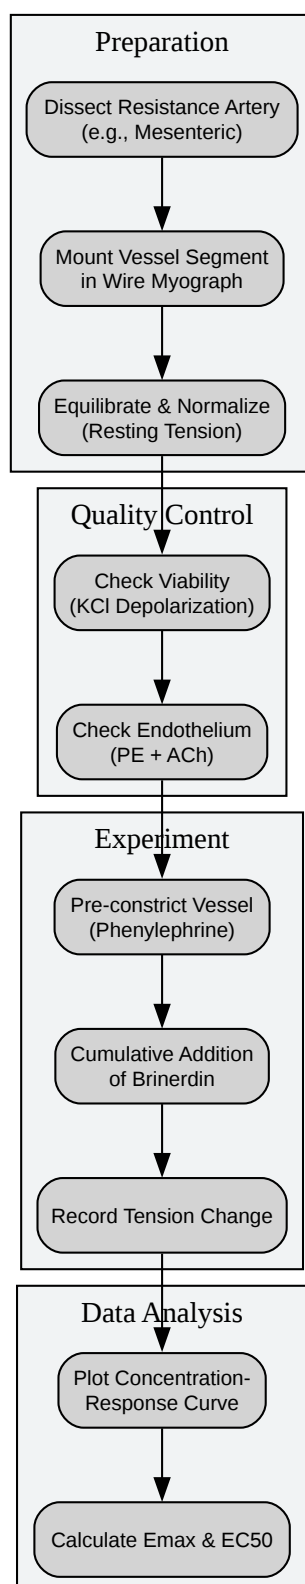 Preparation
Dissect Resistance Artery
(e.g., Mesenteric)
Mount Vessel Segment
in Wire Myograph
Equilibrate & Normalize
(Resting Tension)
Quality Control
Check Viability
(KCl Depolarization)
Check Endothelium
(PE + ACh)
Experiment
Pre-constrict Vessel
(Phenylephrine)
Cumulative Addition
of Brinerdin
Record Tension Change
Data Analysis
Plot Concentration-
Response Curve
Calculate Emax & EC50